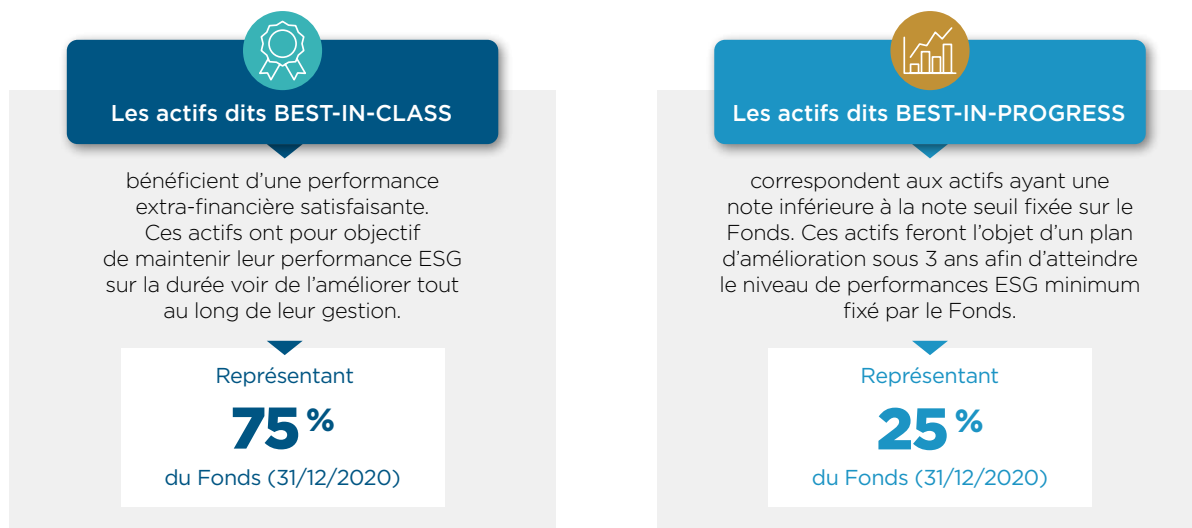 Les actifs dits BEST-IN-CLASS
bénéficient d’une performance
extra-financière satisfaisante.
Ces actifs ont pour objectif
de maintenir leur performance ESG
sur la durée voir de l’améliorer tout
au long de leur gestion.
Représentant
75 %
du Fonds (31/12/2020)
Les actifs dits BEST-IN-PROGRESS
correspondent aux actifs ayant une
note inférieure à la note seuil fixée sur le
Fonds. Ces actifs feront l’objet d’un plan
d’amélioration sous 3 ans afin d’atteindre
le niveau de performances ESG minimum
fixé par le Fonds.
Représentant
25 %
du Fonds (31/12/2020)